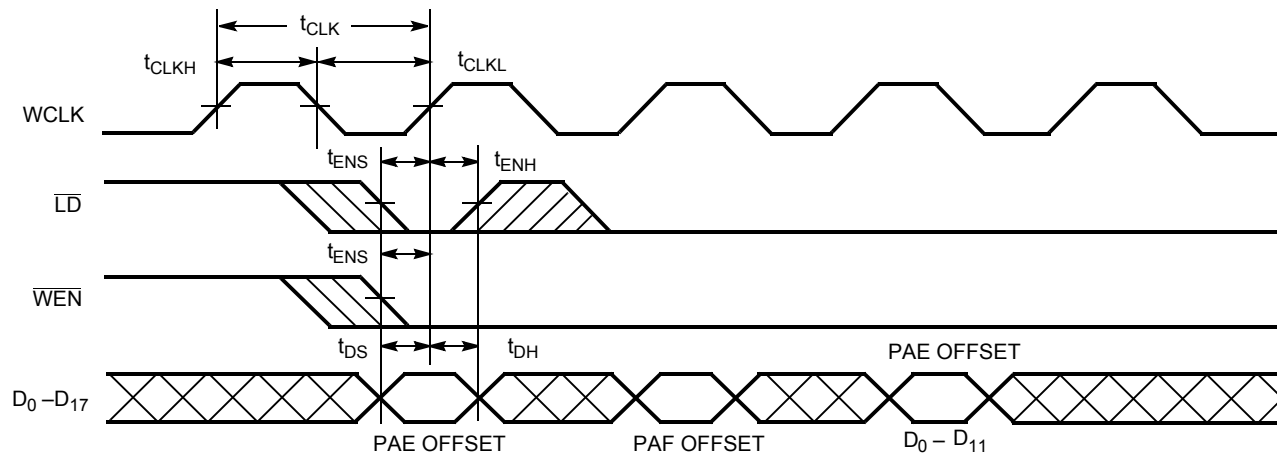 tCLK
tCLKH
tCLKL
WCLK
tENS
tENH
LD
tENS
WEN
tDS
tDH
PAE OFFSET
D0 –D17
PAE OFFSET
PAF OFFSET
D0 – D11